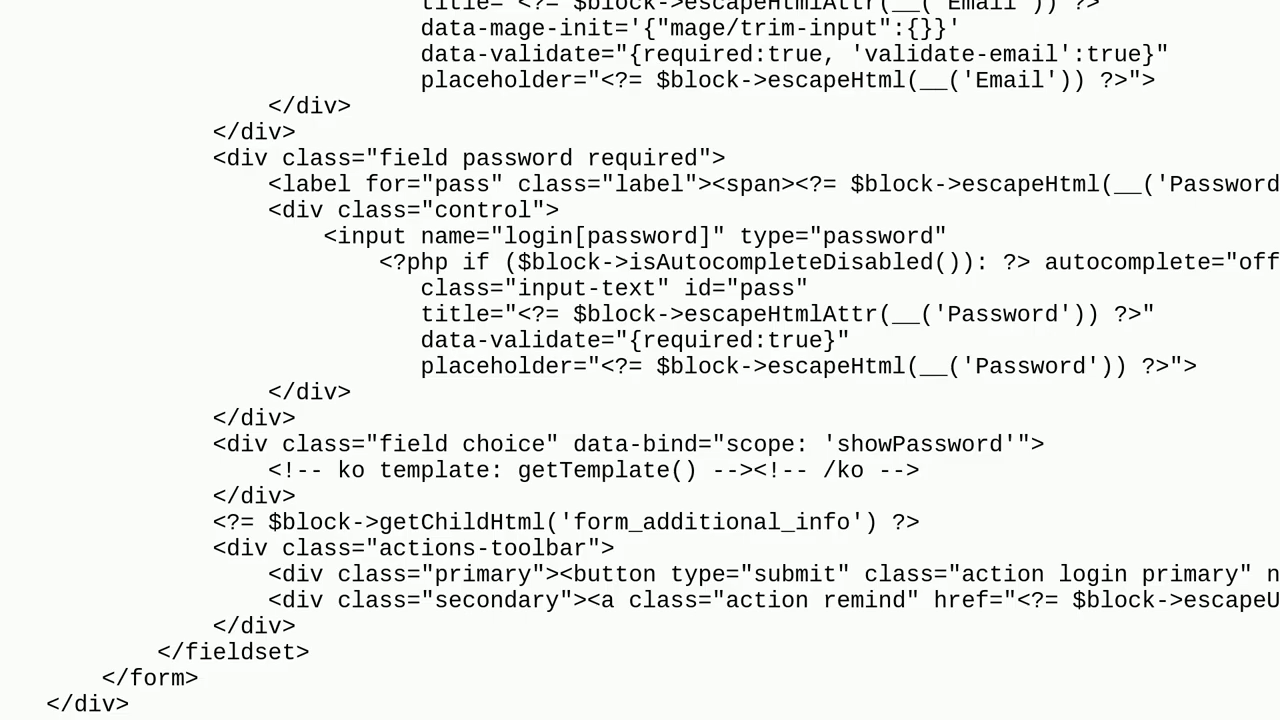 title="<?= $block->escapeHtmlAttr(__('Email')) ?>"
data-mage-init='{"mage/trim-input":{}}'
data-validate="{required:true, 'validate-email':true}"
placeholder="<?= $block->escapeHtml(__('Email')) ?>">
</div>
</div>
<div class="field password required">
<label for="pass" class="label"><span><?= $block->escapeHtml(__('Password
<div class="control">
<input name="login[password]" type="password"
<?php if ($block->isAutocompleteDisabled()): ?> autocomplete="off
class="input-text" id="pass"
title="<?= $block->escapeHtmlAttr(__('Password')) ?>"
data-validate="{required:true}"
placeholder="<?= $block->escapeHtml(__('Password')) ?>">
</div>
</div>
<div class="field choice" data-bind="scope: 'showPassword'">
<!-- ko template: getTemplate() --><!-- /ko -->
</div>
<?= $block->getChildHtml('form_additional_info') ?>
<div class="actions-toolbar">
<div class="primary"><button type="submit" class="action login primary" n
<div class="secondary"><a class="action remind" href="<?= $block->escapeU
</div>
</fieldset>
</form>
</div>